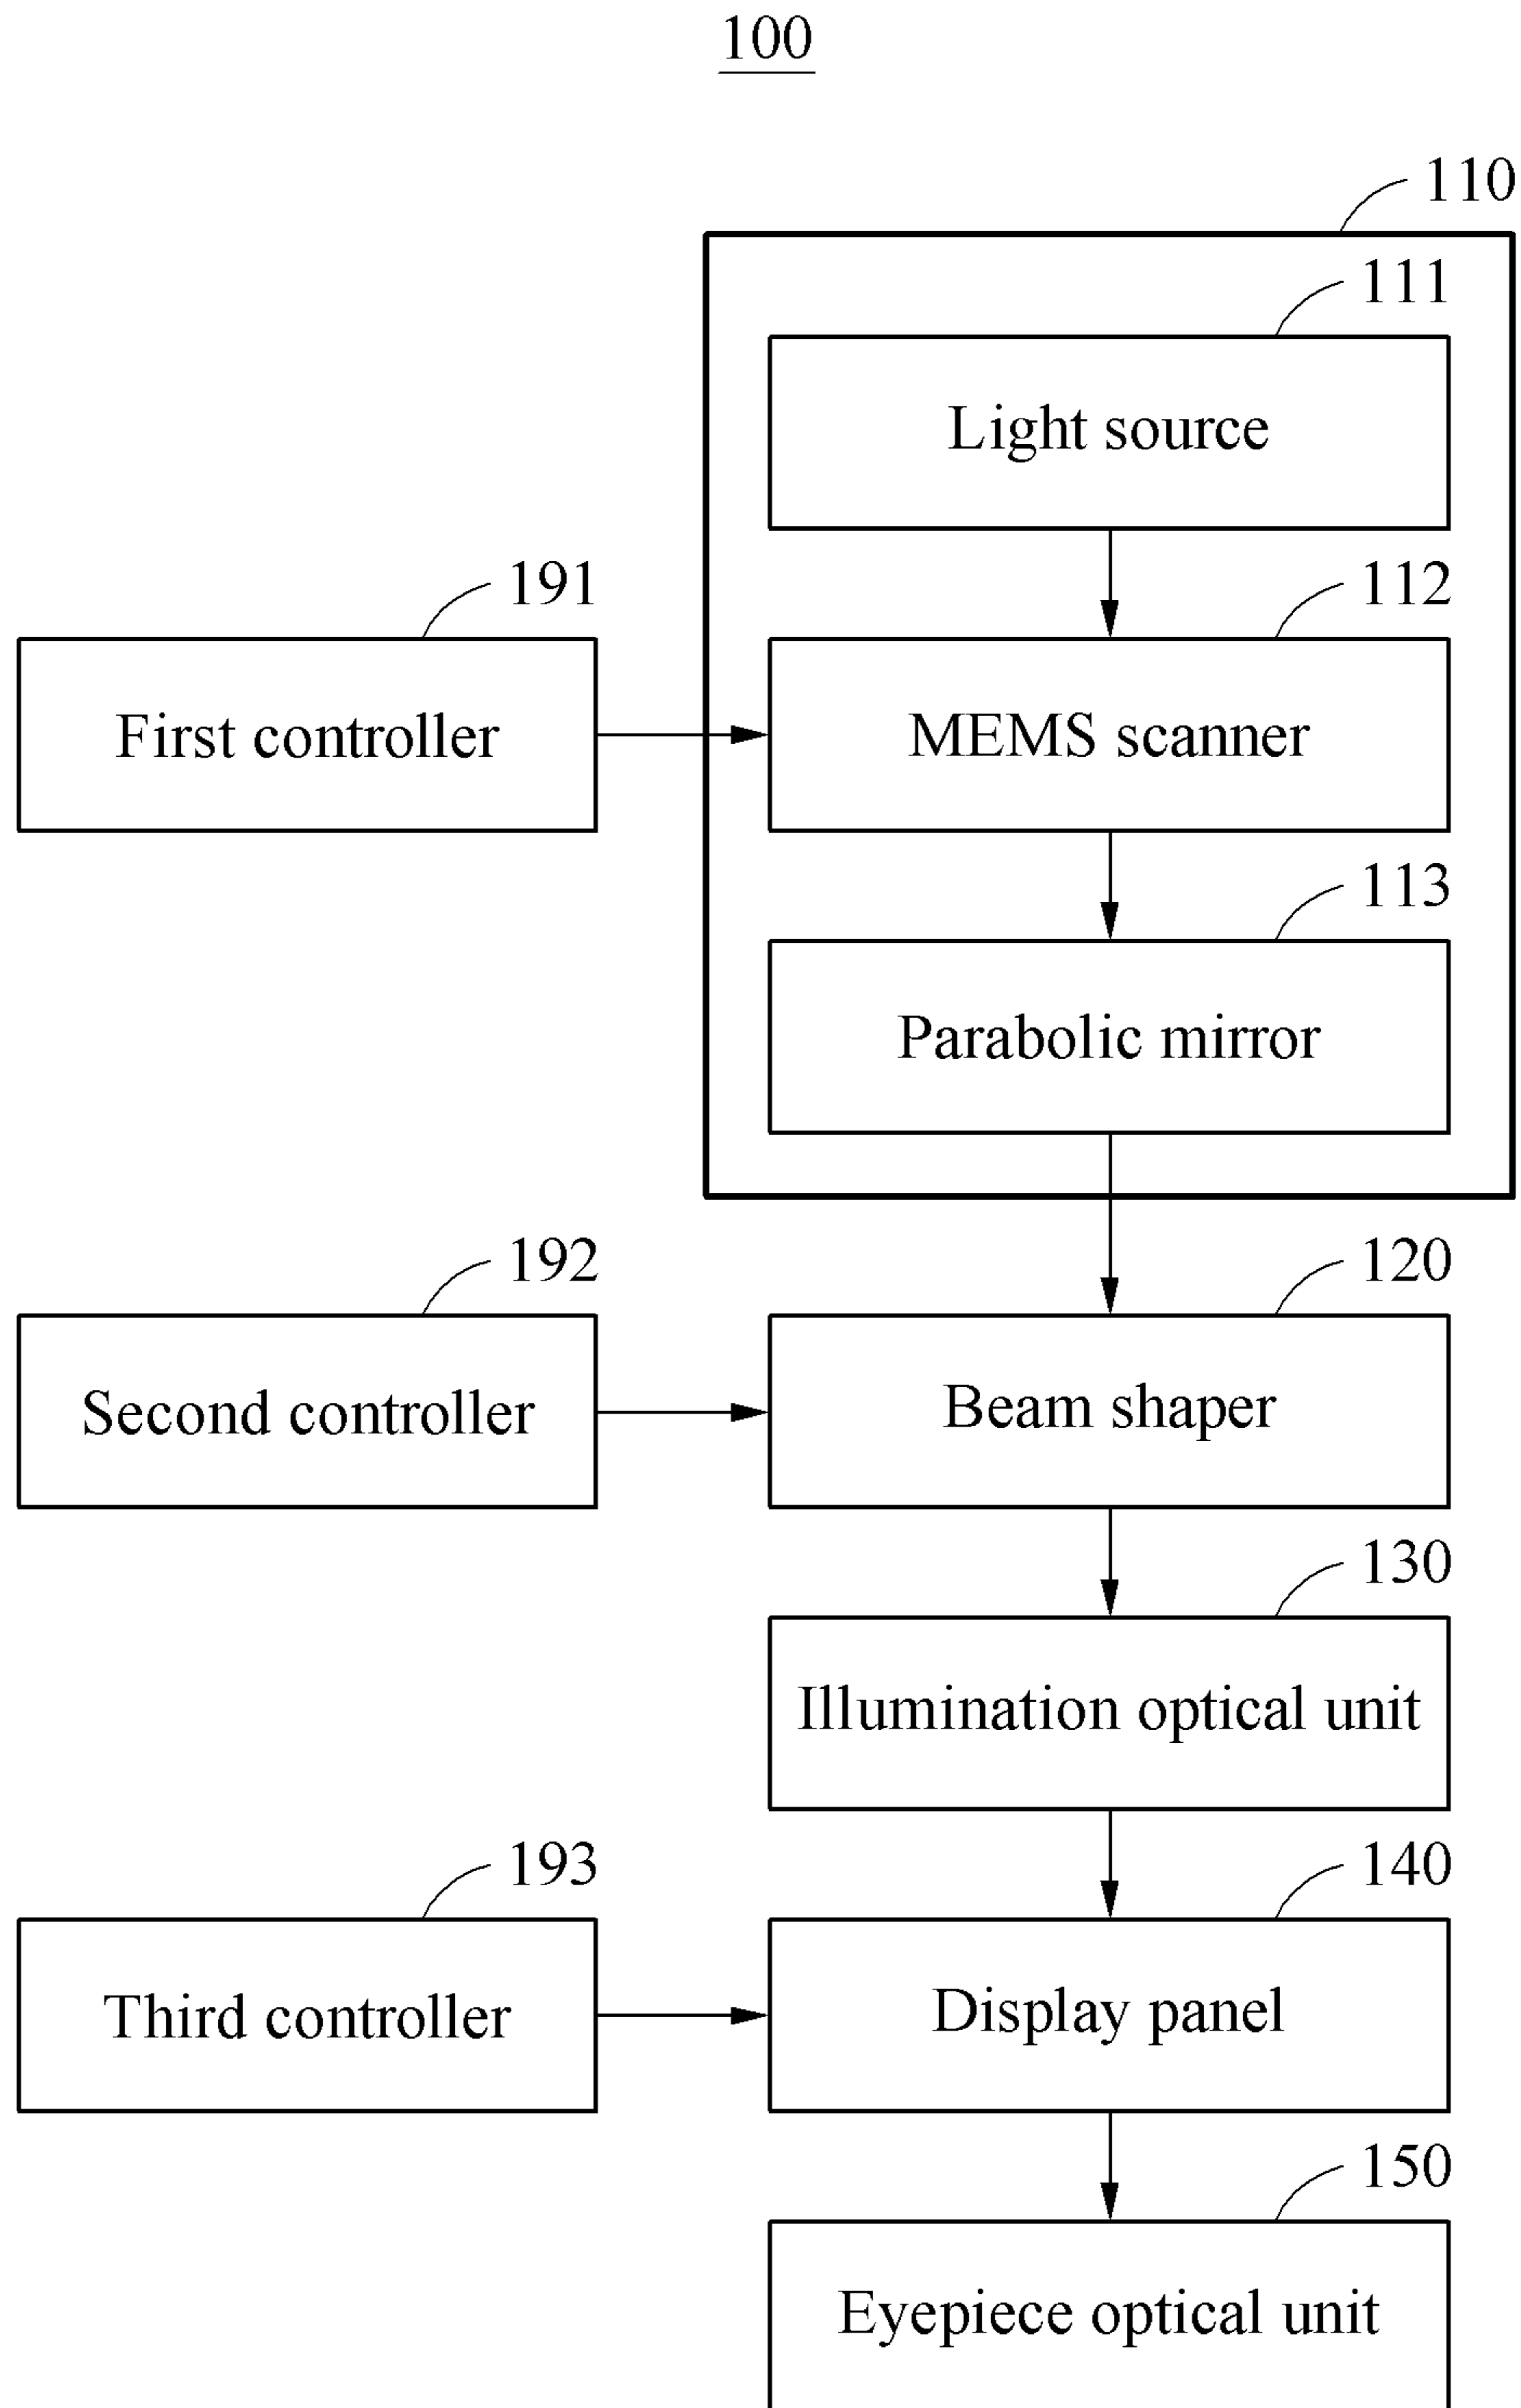 100
110
111
Light source
191
112
First controller
MEMS scanner
113
Parabolic mirror
192
120
Second controller
Beam shaper
130
Illumination optical unit
193
140
Third controller
Display panel
150
Eyepiece optical unit